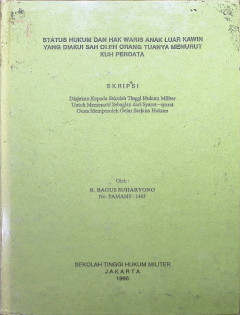 STATUS HUKUM DAN HAK WARIS ANAK LUAR KAWIN
YANG DIAKUI SAH OLEH ORANG TUANYA MENURUT
KUH PERDATA
SKRIPSI
Diajukan Kepada Sekolah Tinggi Hukum Militer
Untuk Memenuhi Sebagian dari Syarat-syarat
Guna Memperoleh Gelar Sarjana Hukum
Oleh :
BAGUS SUHARYONO
No.
SEKOLAH TINGGI HUKUM MILITER
JAKARTA